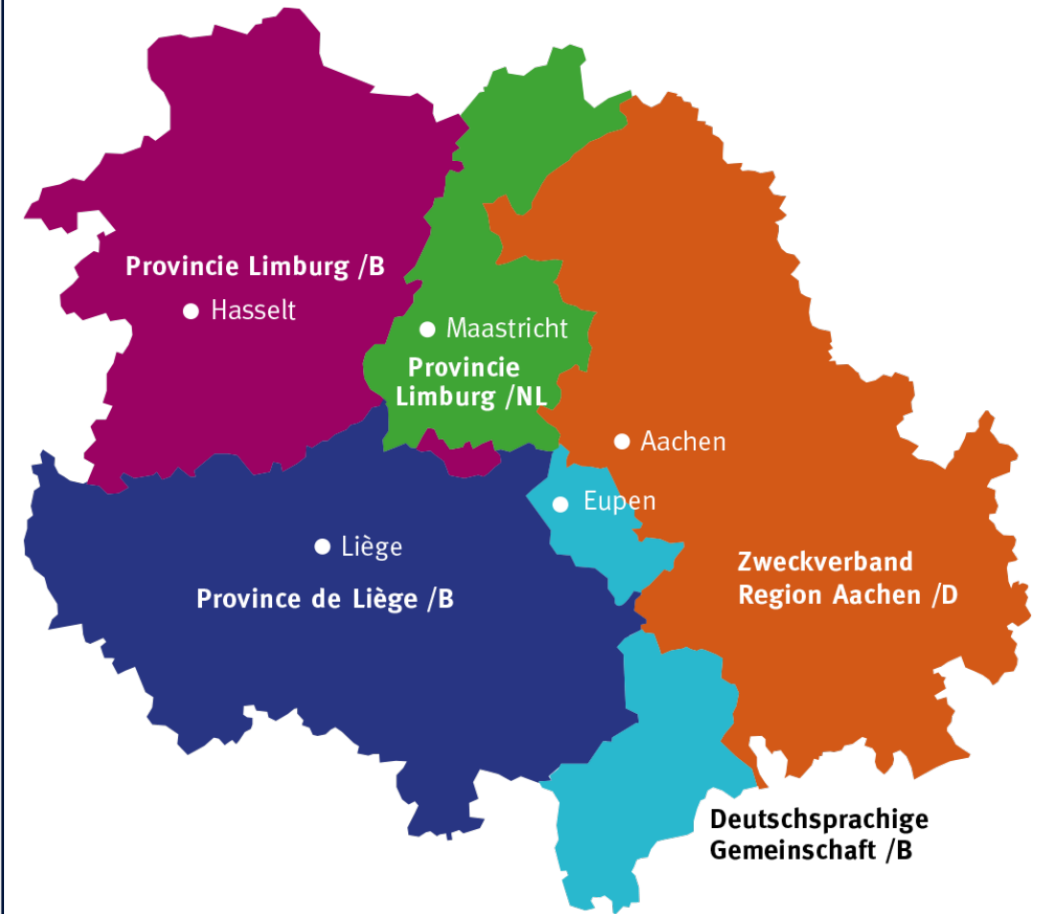 Provincie Limburg /B
Hasselt
Maastricht
Provincie
Limburg /NL
Aachen
Eupen
Liège
Province de Liège /B
Zweckverband
Region Aachen /D
Deutschsprachige
Gemeinschaft /B